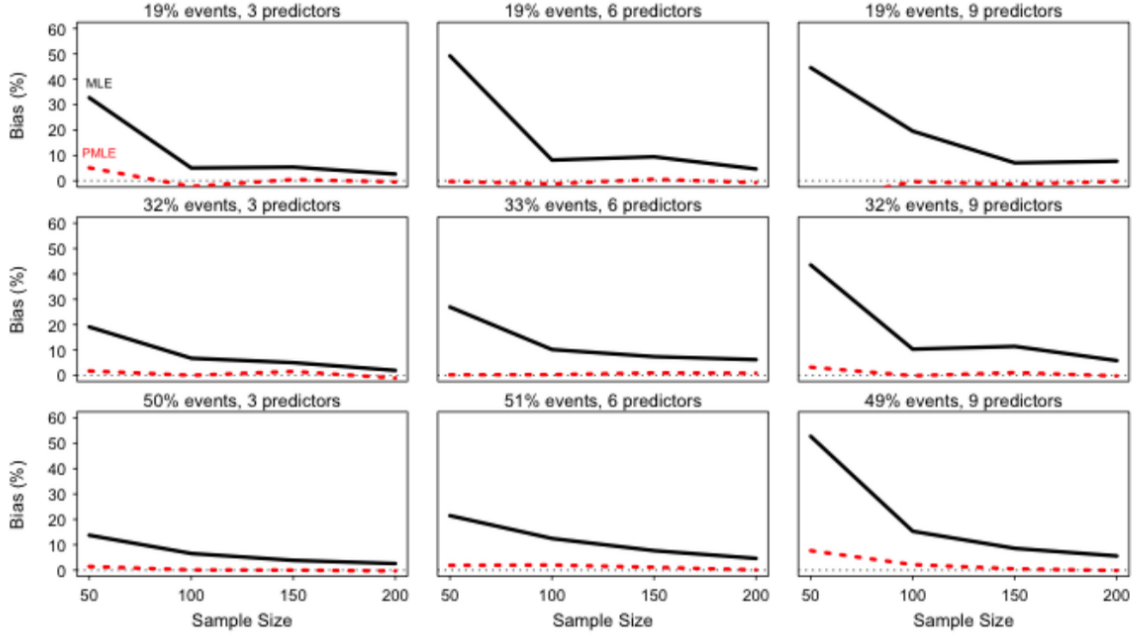 19% events, 3 predictors
19% events, 6 predictors
19% events, 9 predictors
Bias (%)
60
50
40
30
20
10
0
MLE
PMLE
32% events, 3 predictors
33% events, 6 predictors
32% events, 9 predictors
Bias (%)
60
50
40
30
20
10
0
50% events, 3 predictors
51% events, 6 predictors
49% events, 9 predictors
Bias (%)
60
50
40
30
20
10
0
50 100 150 200
50 100 150 200
50 100 150 200
Sample Size
Sample Size
Sample Size